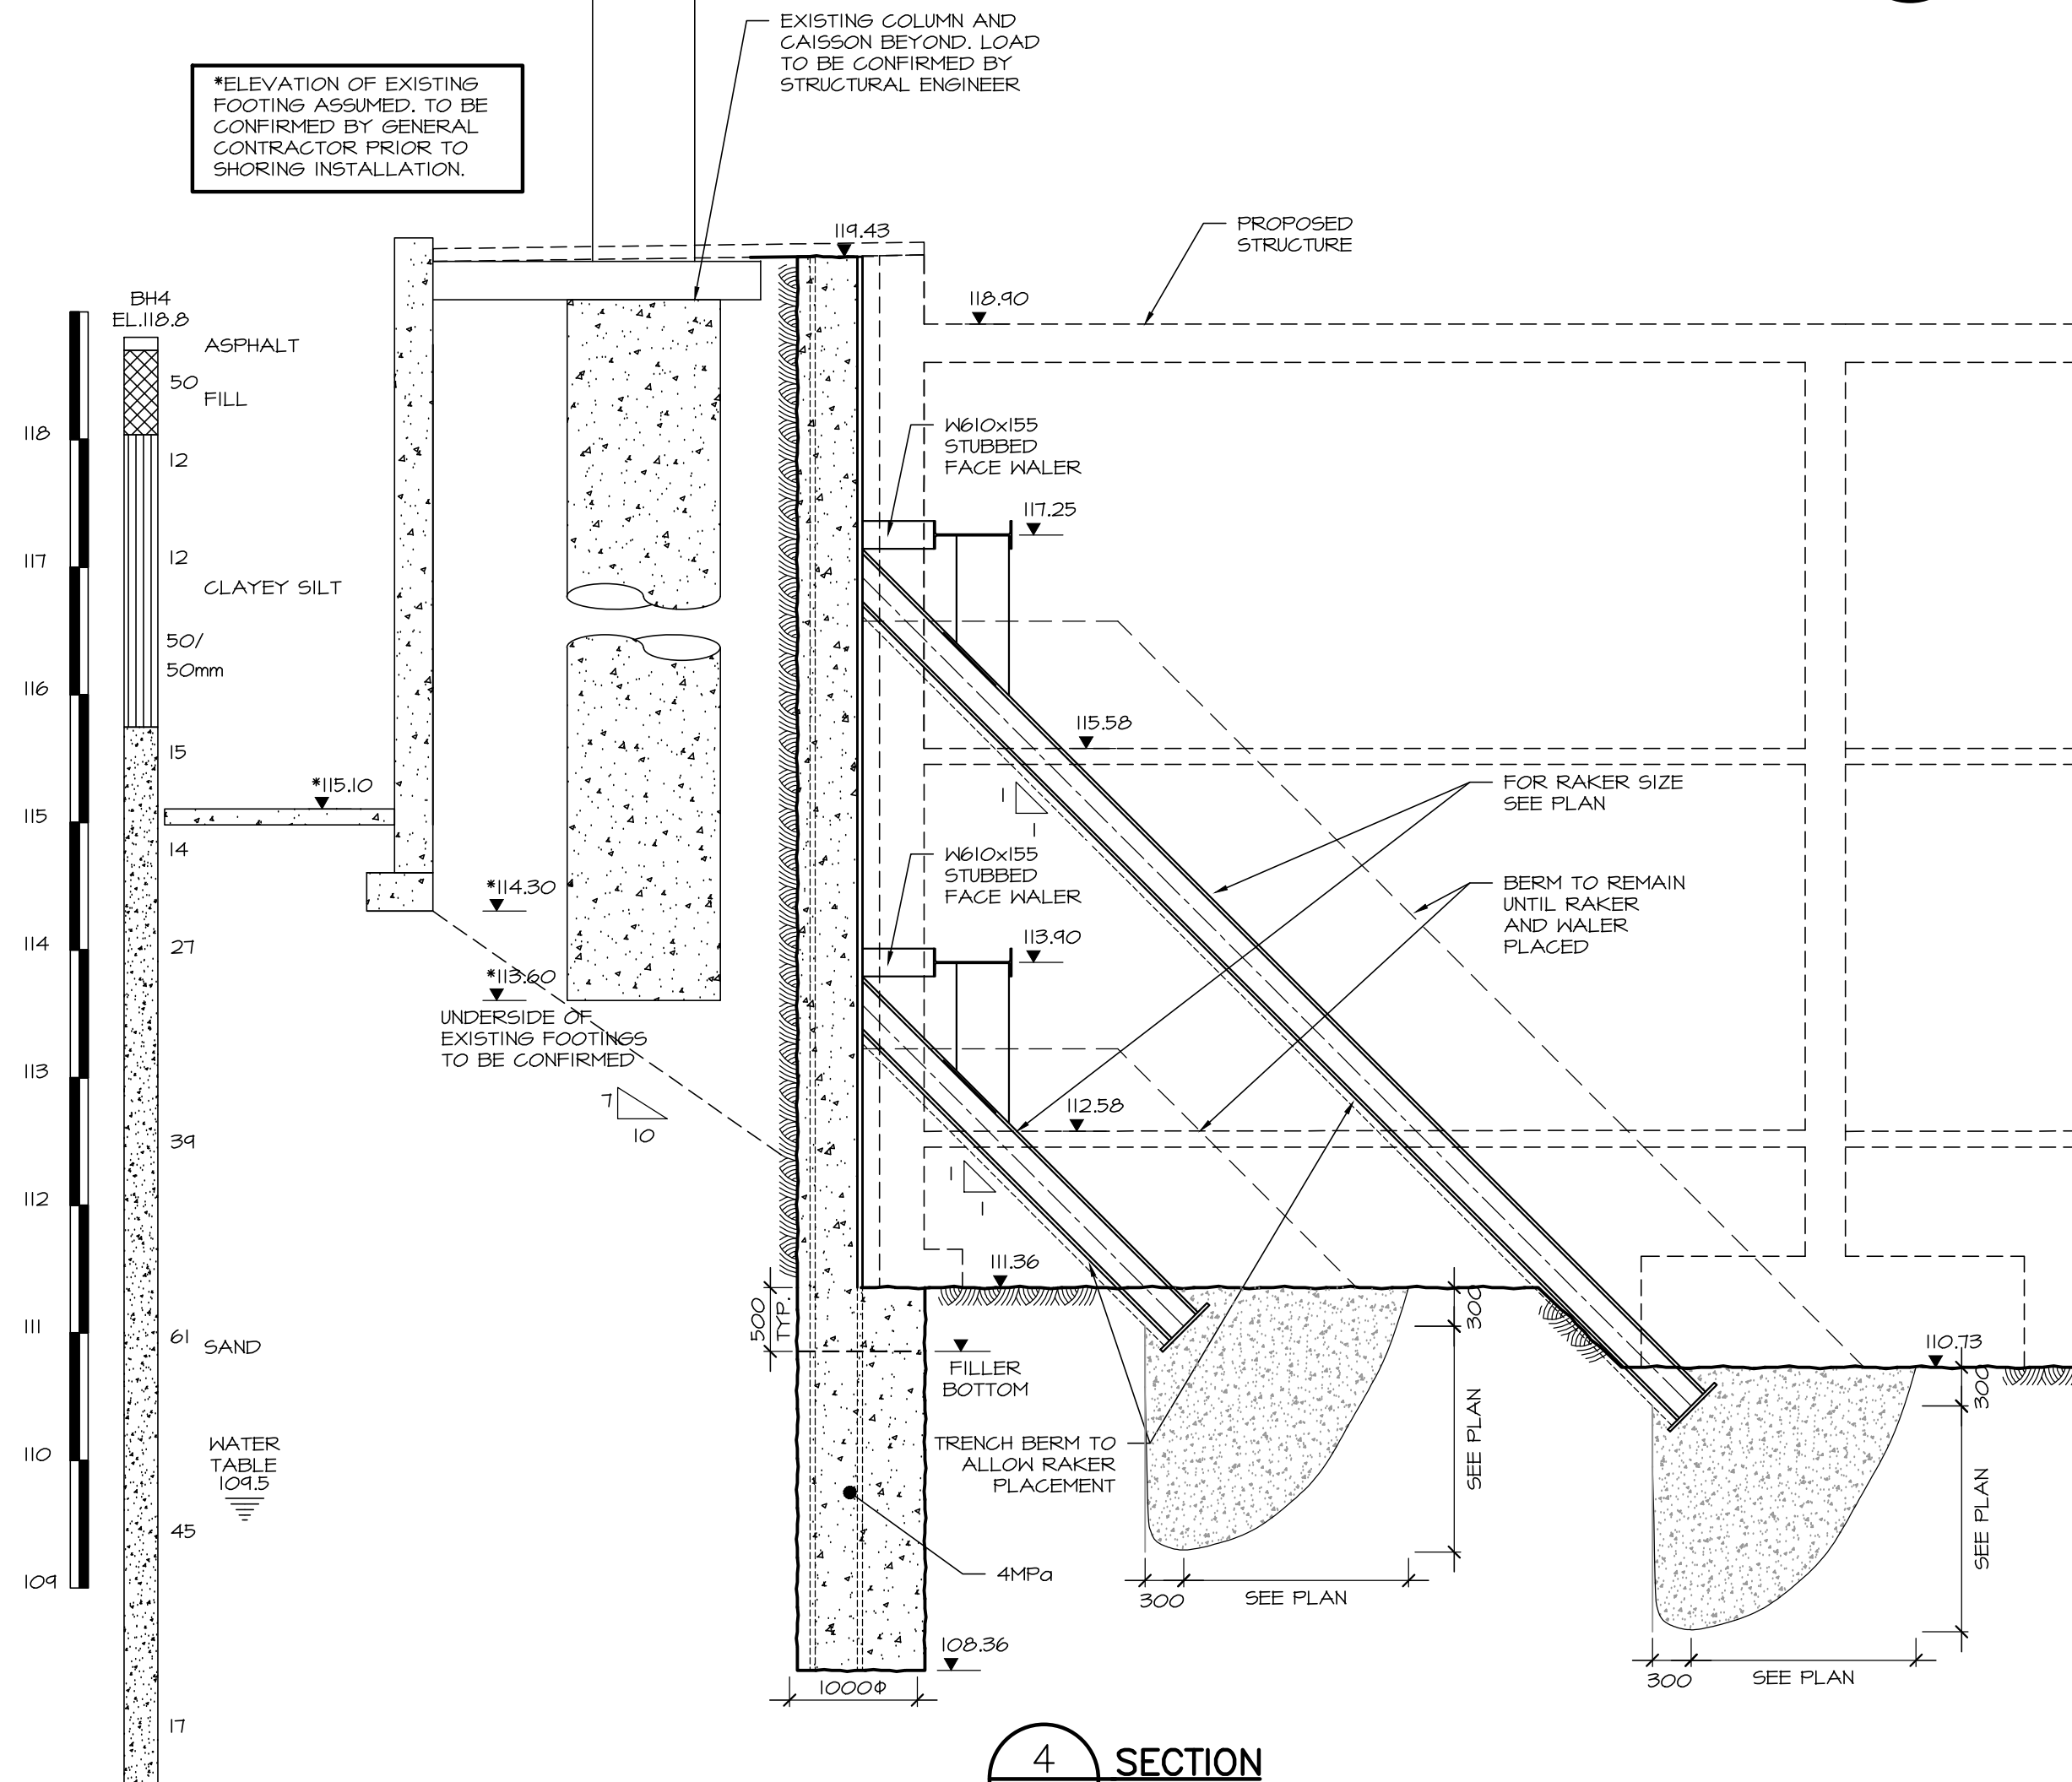 EXISTING COLUMN AND
CAISSON BEYOND. LOAD
TO BE CONFIRMED BY
STRUCTURAL ENGINEER
*ELEVATION OF EXISTING
FOOTING ASSUMED. TO BE
CONFIRMED BY GENERAL
CONTRACTOR PRIOR TO
SHORING INSTALLATION.
119.43
PROPOSED
STRUCTURE
118.90
BH4
EL.118.8
ASPHALT
50
FILL
118
12
12
117
CLAYEY SILT
50/
50mm
116
15
*115.10
115
14
114
27
*114.30
*113.60
UNDERSIDE OF
EXISTING FOOTINGS
TO BE CONFIRMED
7
10
113
39
112
111
61
SAND
WATER
TABLE
109.5
110
45
109
17
W610x155
STUBBED
FACE WALER
117.25
115.58
1
1
FOR RAKER SIZE
SEE PLAN
W610x155
STUBBED
FACE WALER
113.90
BERM TO REMAIN
UNTIL RAKER
AND WALER
PLACED
112.58
1
1
111.36
500
TYP.
300
FILLER
BOTTOM
110.73
300
TRENCH BERM TO
ALLOW RAKER
PLACEMENT
SEE PLAN
SEE PLAN
4MPa
300
SEE PLAN
108.36
300
SEE PLAN
1000Φ
4
SECTION